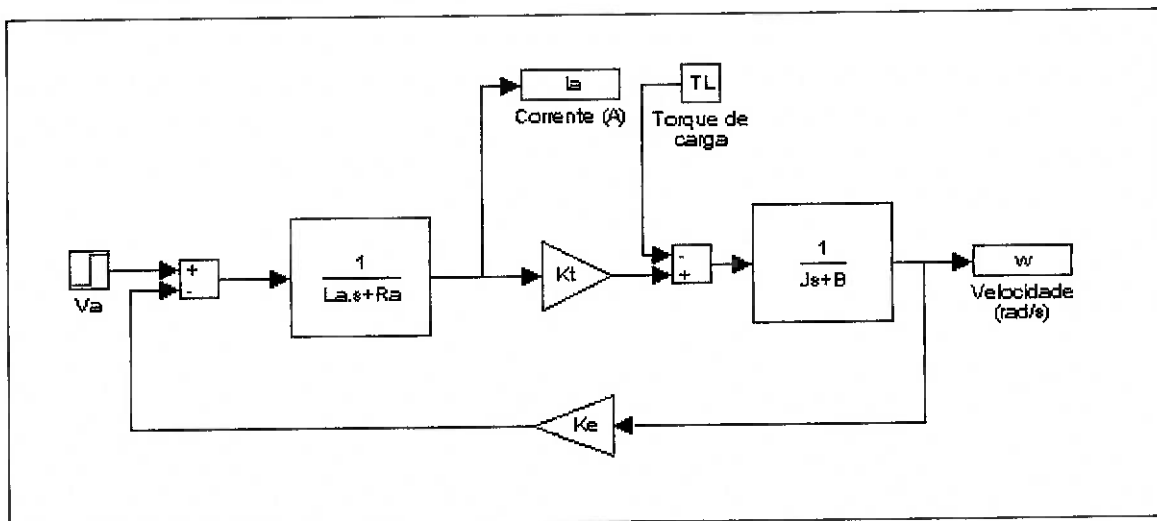 Ia
Corrente (A)
TL
Torque de
carga
Va
+
-
1
La.s+Ra
Kt
-
+
1
Js+B
w
Velocidade
(rad/s)
Ke